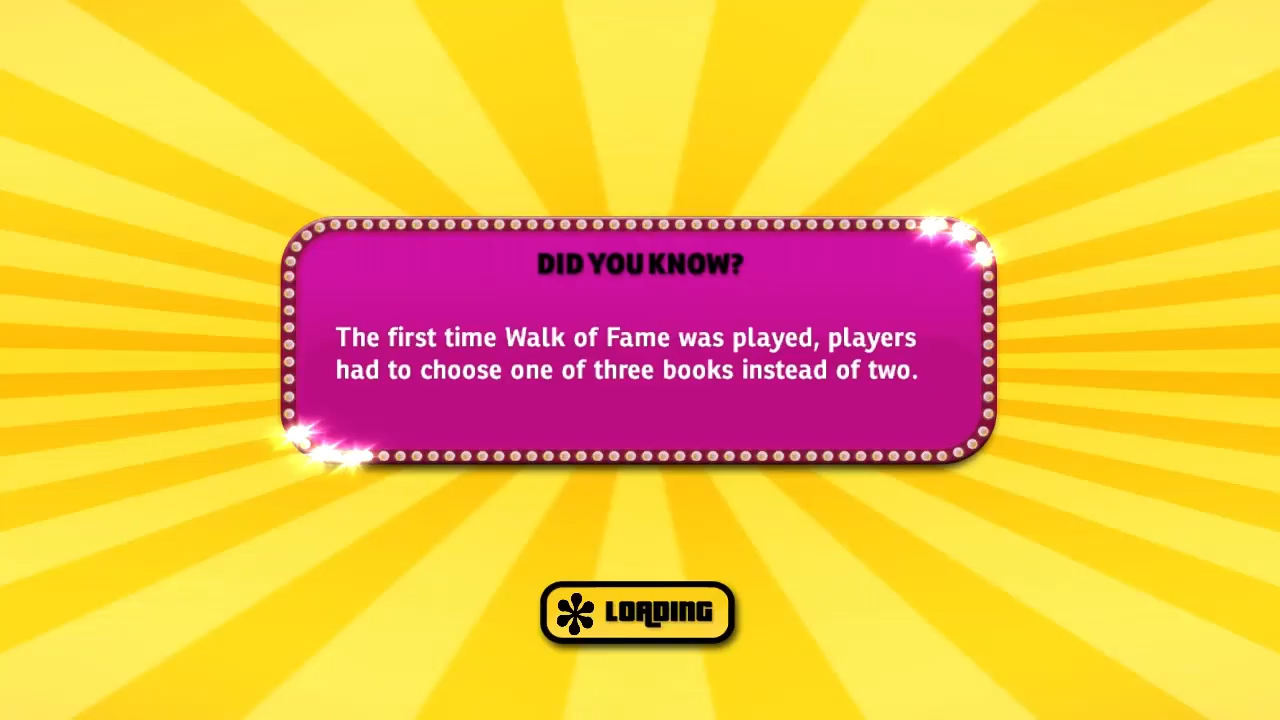 DID YOU KNOW?
The first time Walk of Fame was played, players
had to choose one of three books instead of two.
LOADING